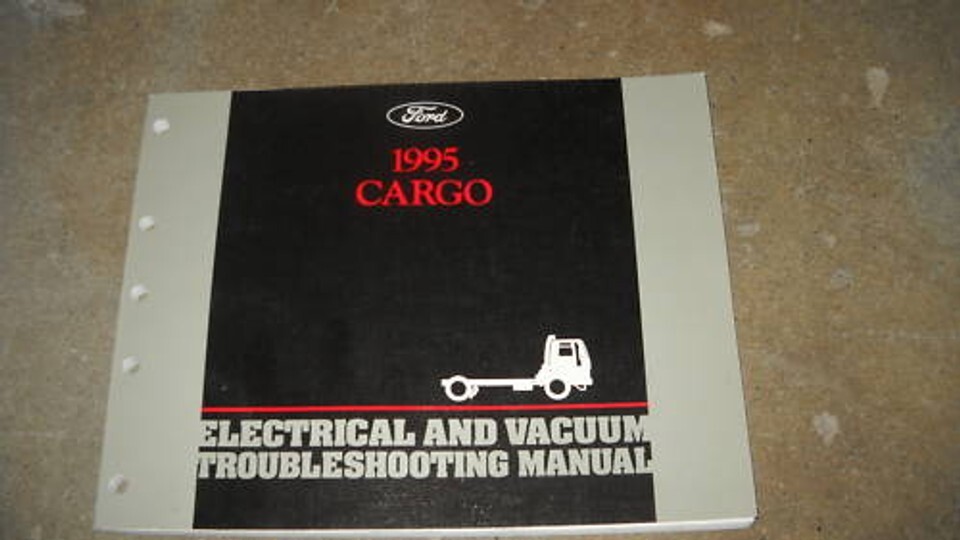 Ford
1995
CARGO
ELECTRICAL AND VACUUM
TROUBLESHOOTING MANUAL